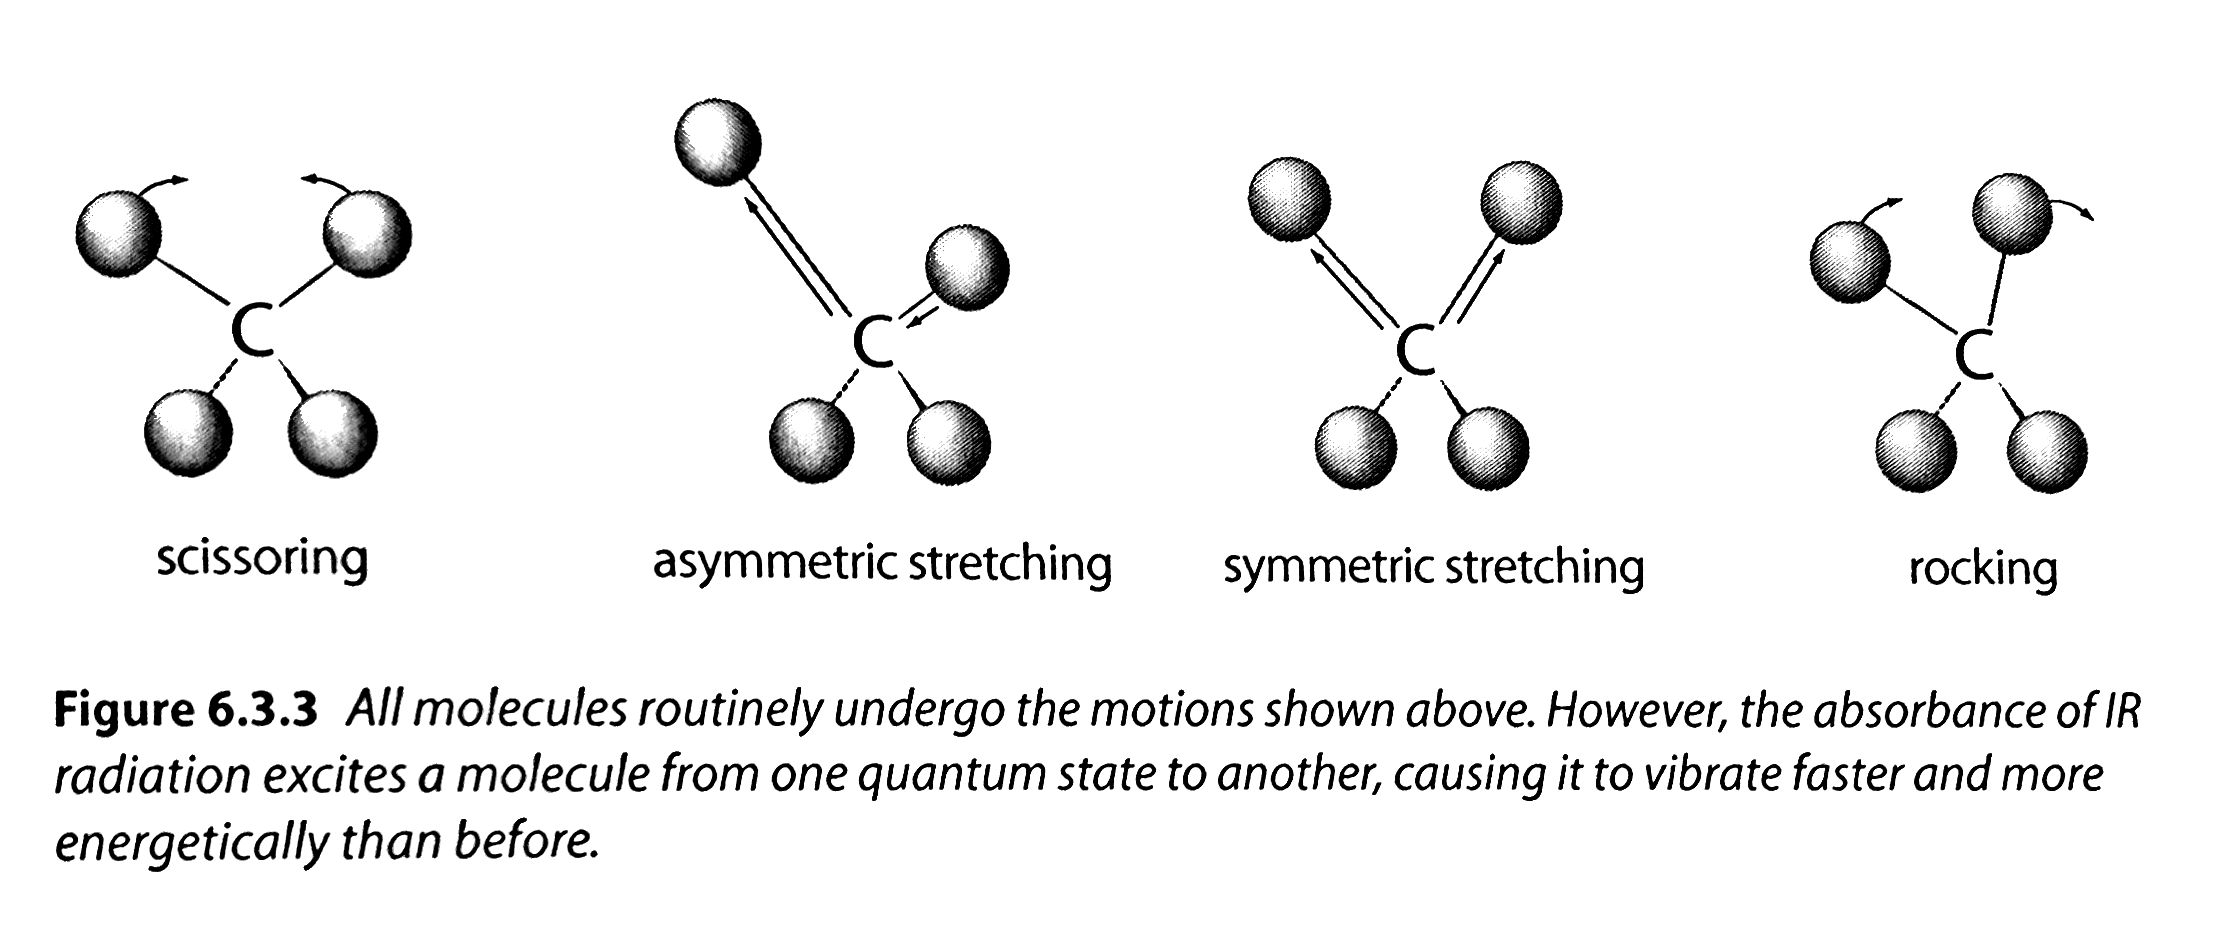 C
C
C
C
scissoring
asymmetric stretching
symmetric stretching
rocking
Figure 6.3.3 All molecules routinely undergo the motions shown above. However, the absorbance of IR
radiation excites a molecule from one quantum state to another, causing it to vibrate faster and more
energetically than before.